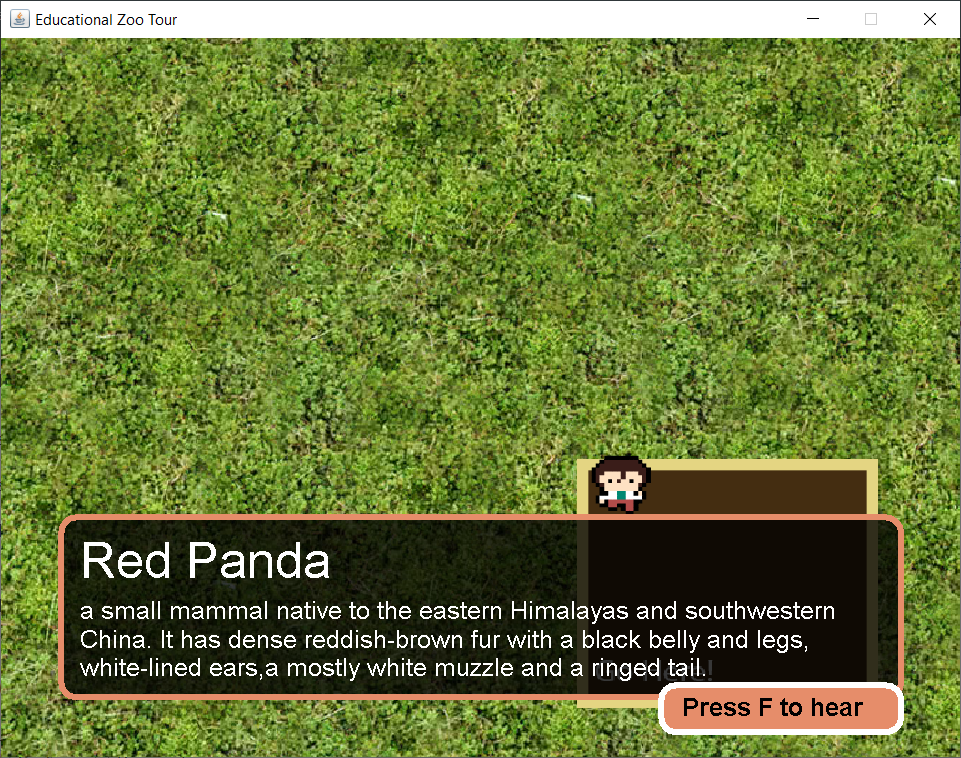 Educational Zoo Tour
Red Panda
a small mammal native to the eastern Himalayas and southwestern
China. It has dense reddish-brown fur with a black belly and legs,
white-lined ears,a mostly white muzzle and a ringed tail.
Press F to hear